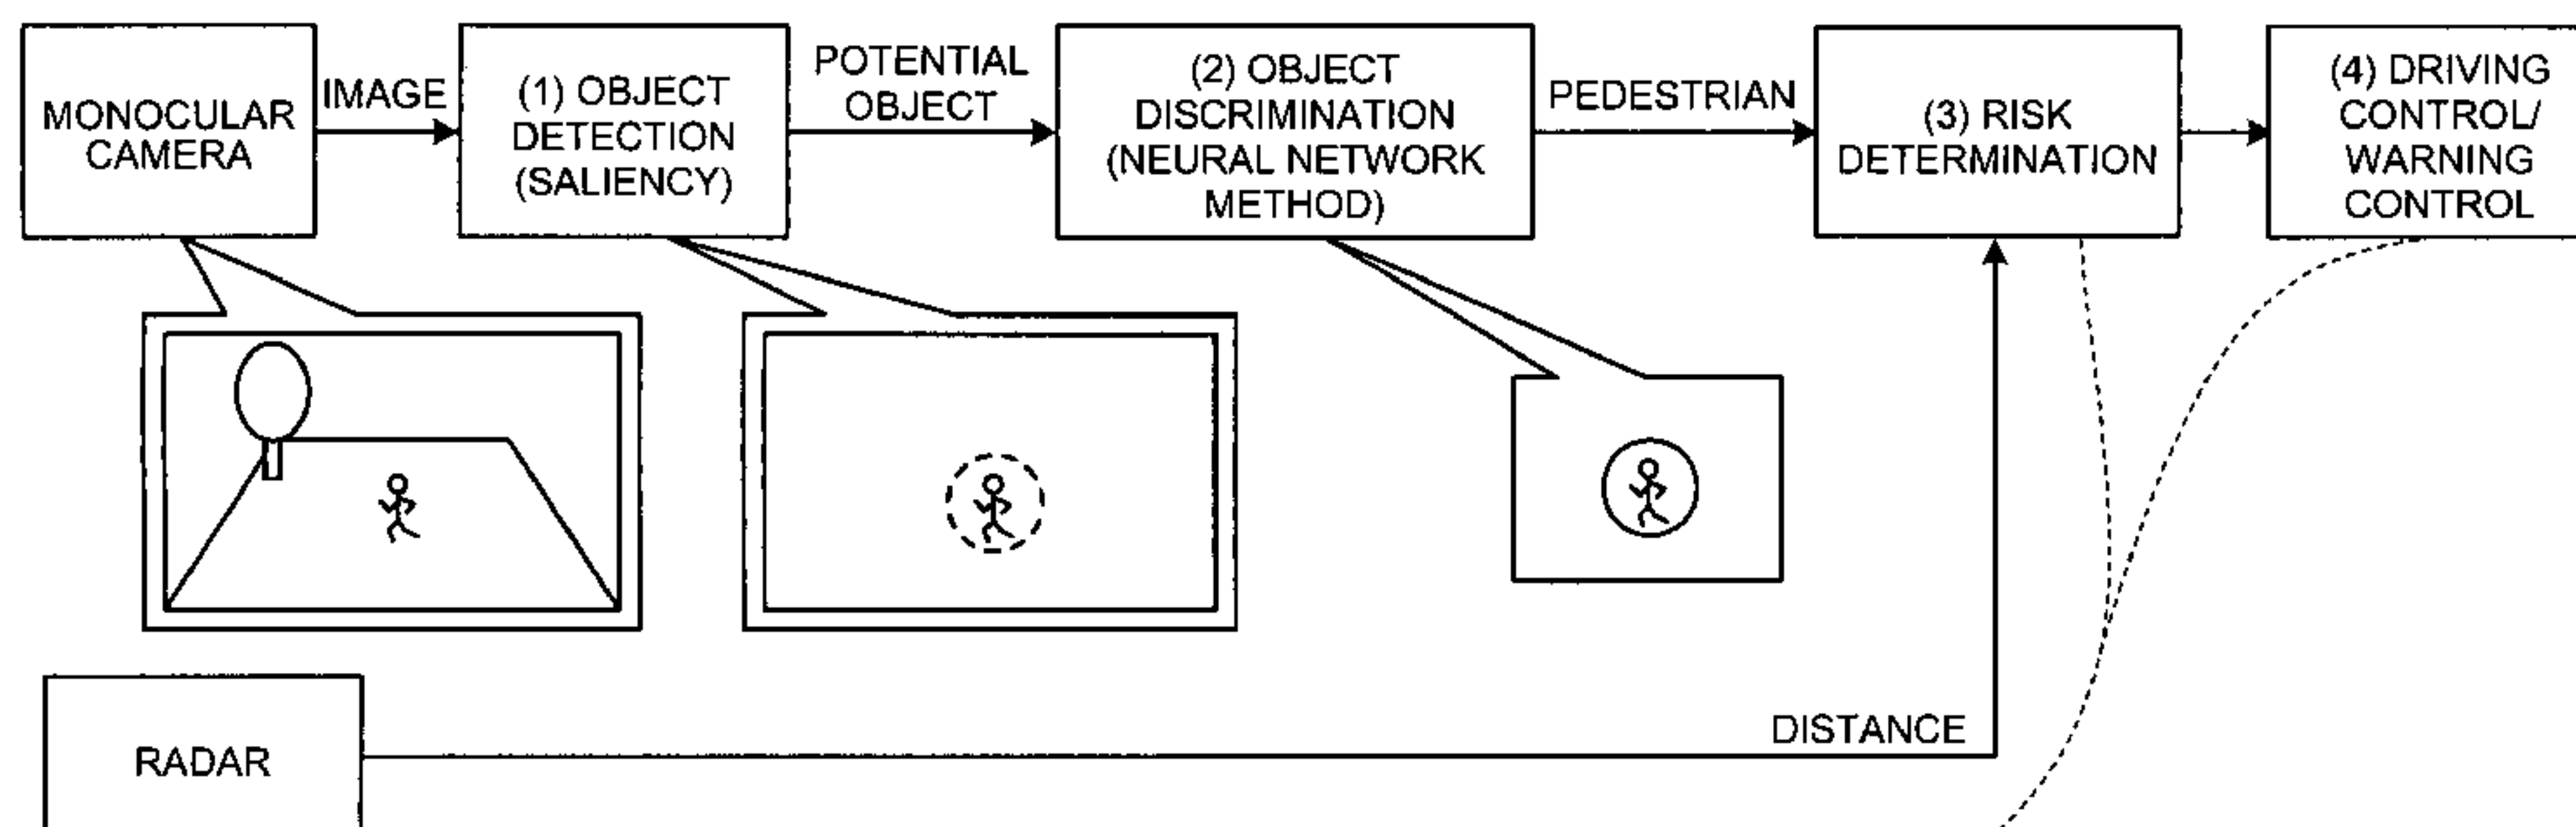 MONOCULAR
CAMERA
IMAGE
(1) OBJECT
DETECTION
(SALIENCY)
POTENTIAL
OBJECT
(2) OBJECT
DISCRIMINATION
(NEURAL NETWORK
METHOD)
PEDESTRIAN
(3) RISK
DETERMINATION
(4) DRIVING
CONTROL/
WARNING
CONTROL
RADAR
DISTANCE